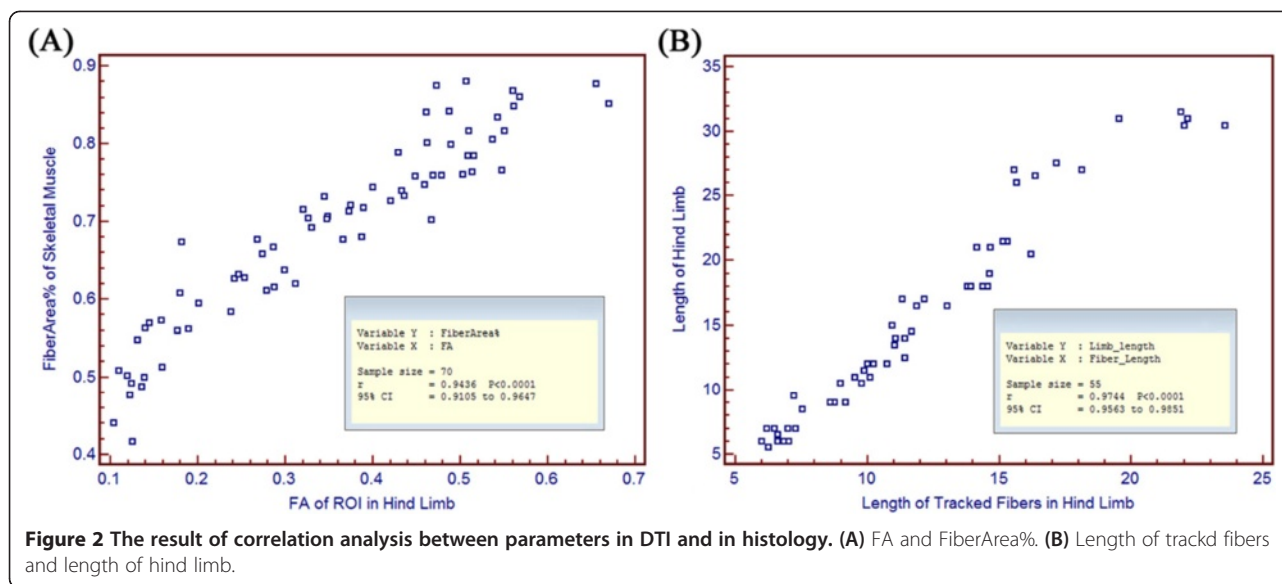 (A)
0.9
0.8
0.7
0.6
0.5
0.4
FiberArea% of Skeletal Muscle
Variable Y : FiberArea%
Variable X : FA
Sample size = 70
r = 0.9436 P<0.0001
95% CI = 0.9105 to 0.9647
0.1 0.2 0.3 0.4 0.5 0.6 0.7
FA of ROI in Hind Limb
(B)
35
30
25
20
15
10
5
Length of Hind Limb
Variable Y : Limb_length
Variable X : Fiber_Length
Sample size = 55
r = 0.9744 P<0.0001
95% CI = 0.9563 to 0.9851
5 10 15 20 25
Length of Tracked Fibers in Hind Limb
Figure 2 The result of correlation analysis between parameters in DTI and in histology. (A) FA and FiberArea%. (B) Length of trackd fibers
and length of hind limb.